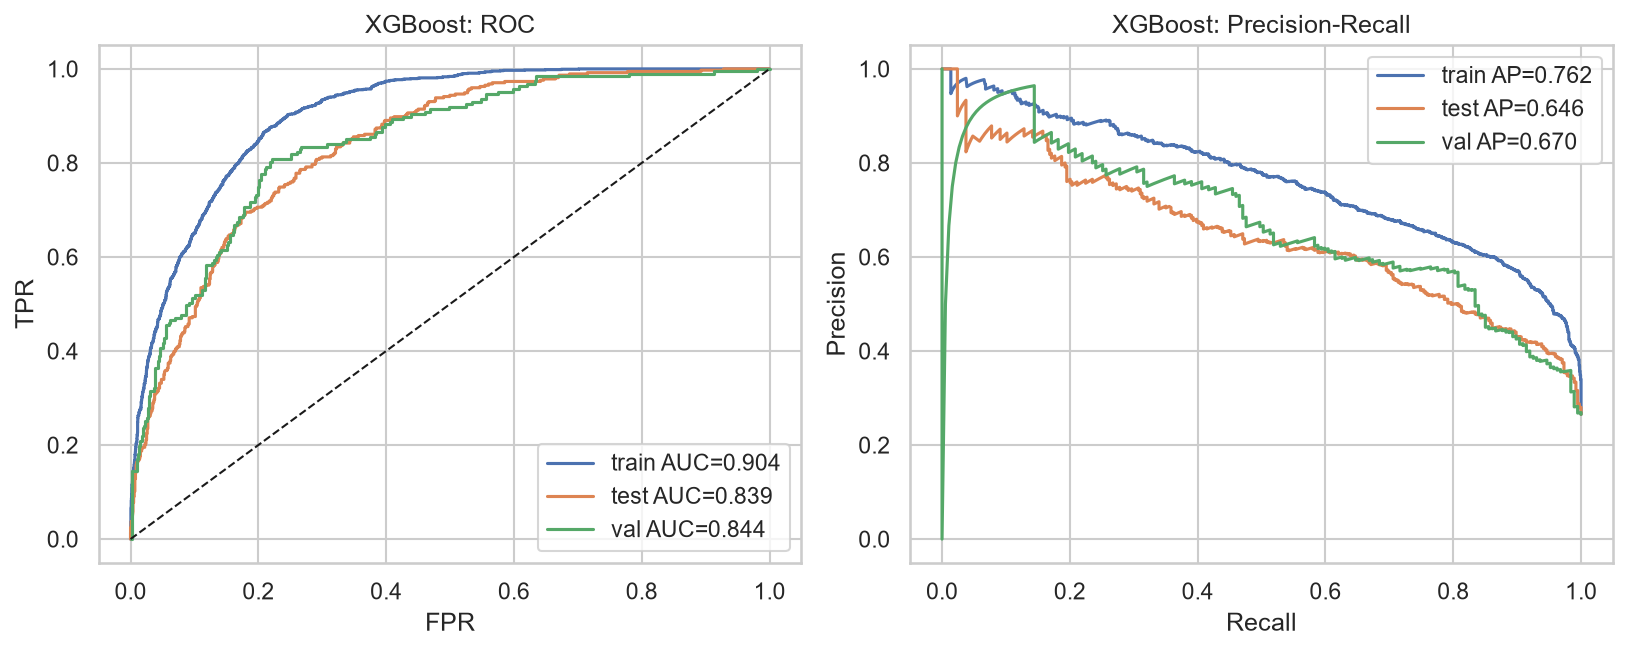 XGBoost: ROC
TPR
1.0
0.8
0.6
0.4
0.2
0.0
train AUC=0.904
test AUC=0.839
val AUC=0.844
0.0 0.2 0.4 0.6 0.8 1.0
FPR
XGBoost: Precision-Recall
Precision
1.0
0.8
0.6
0.4
0.2
0.0
train AP=0.762
test AP=0.646
val AP=0.670
0.0 0.2 0.4 0.6 0.8 1.0
Recall